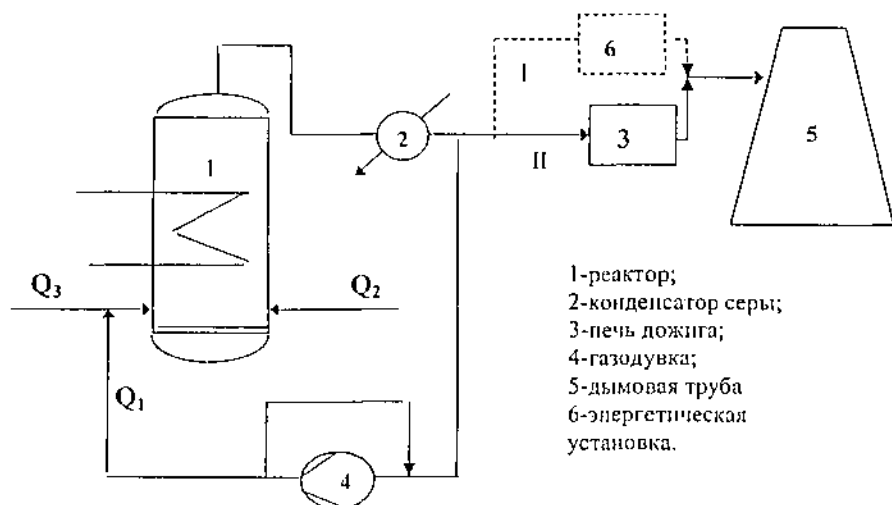 6
I
1
2
3
5
II
Q₃
Q₂
Q₁
4
1-реактор;
2-конденсатор серы;
3-печь дожига;
4-газодувка;
5-дымовая труба
6-энергетическая
установка.